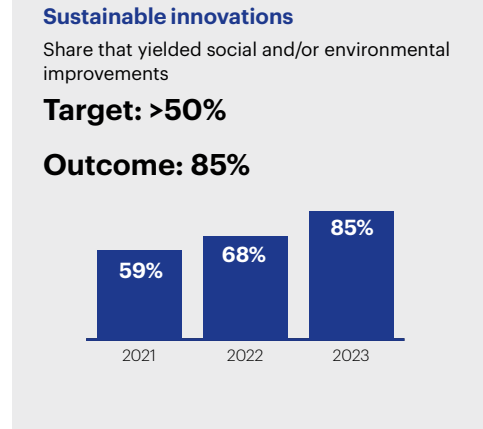 Sustainable innovations
Share that yielded social and/or environmental
improvements
Target: >50%
Outcome: 85%
59%
68%
85%
2021
2022
2023